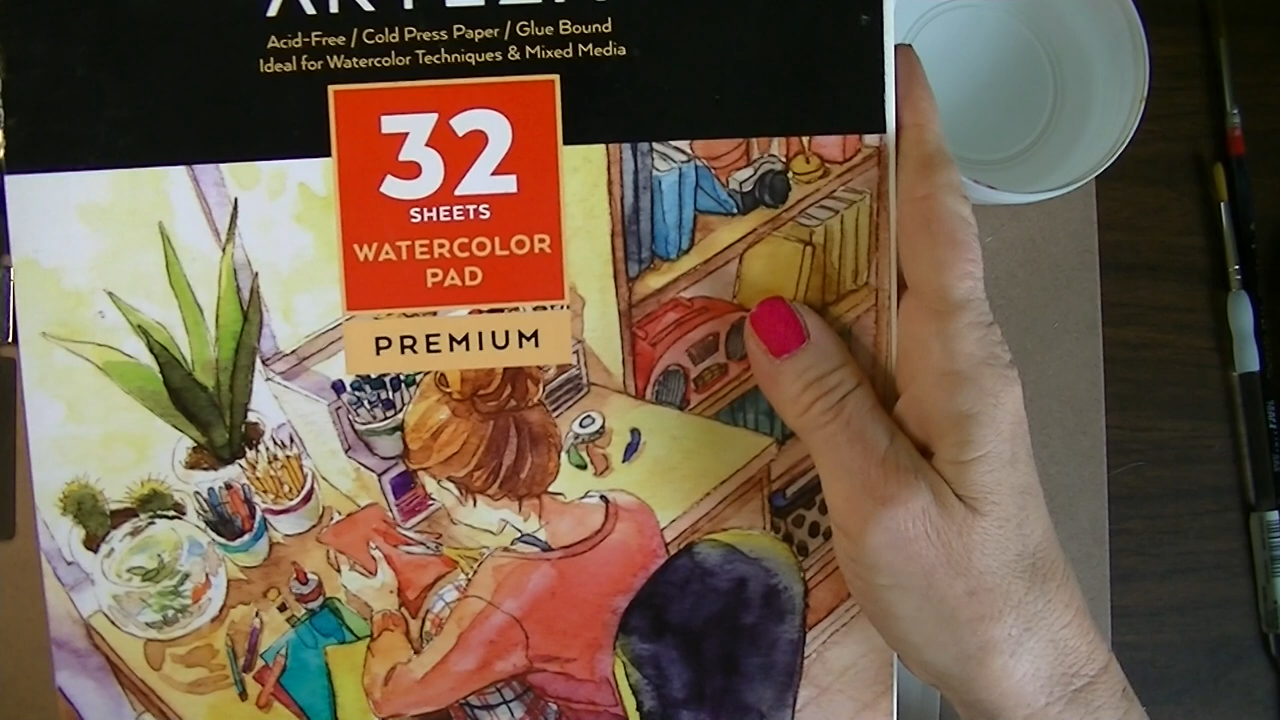 Acid-Free / Cold Press Paper / Glue Bound
Ideal for Watercolor Techniques & Mixed Media
32
SHEETS
WATERCOLOR
PAD
PREMIUM